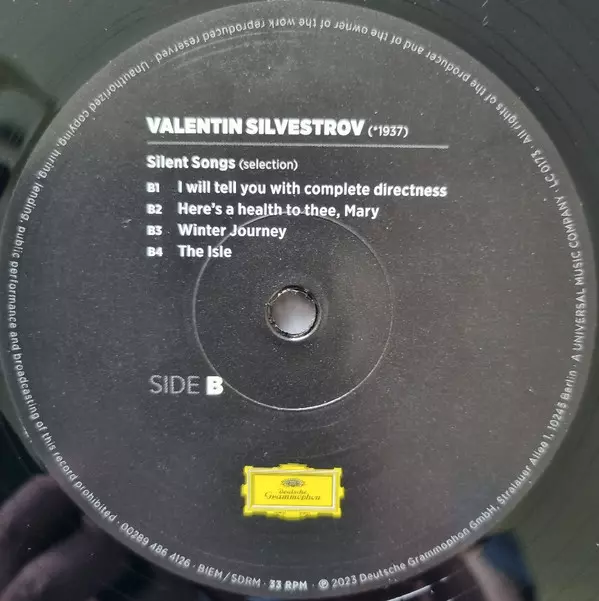 VALENTIN SILVESTROV (*1937)
Silent Songs (selection)
B1 I will tell you with complete directness
B2 Here's a health to thee, Mary
B3 Winter Journey
B4 The Isle
SIDE B
Deutsche
Grammophon
00289 486 4126 · BIEM/SDRM · 33 RPM · ℗ 2023 Deutsche Grammophon GmbH, Stralauer Allee 1, 10245 Berlin · A UNIVERSAL MUSIC COMPANY · LC 0173 · All rights of the producer and of the owner of the work reproduced reserved · Unauthorized copying, hiring, lending, public performance and broadcasting of this record prohibited ·